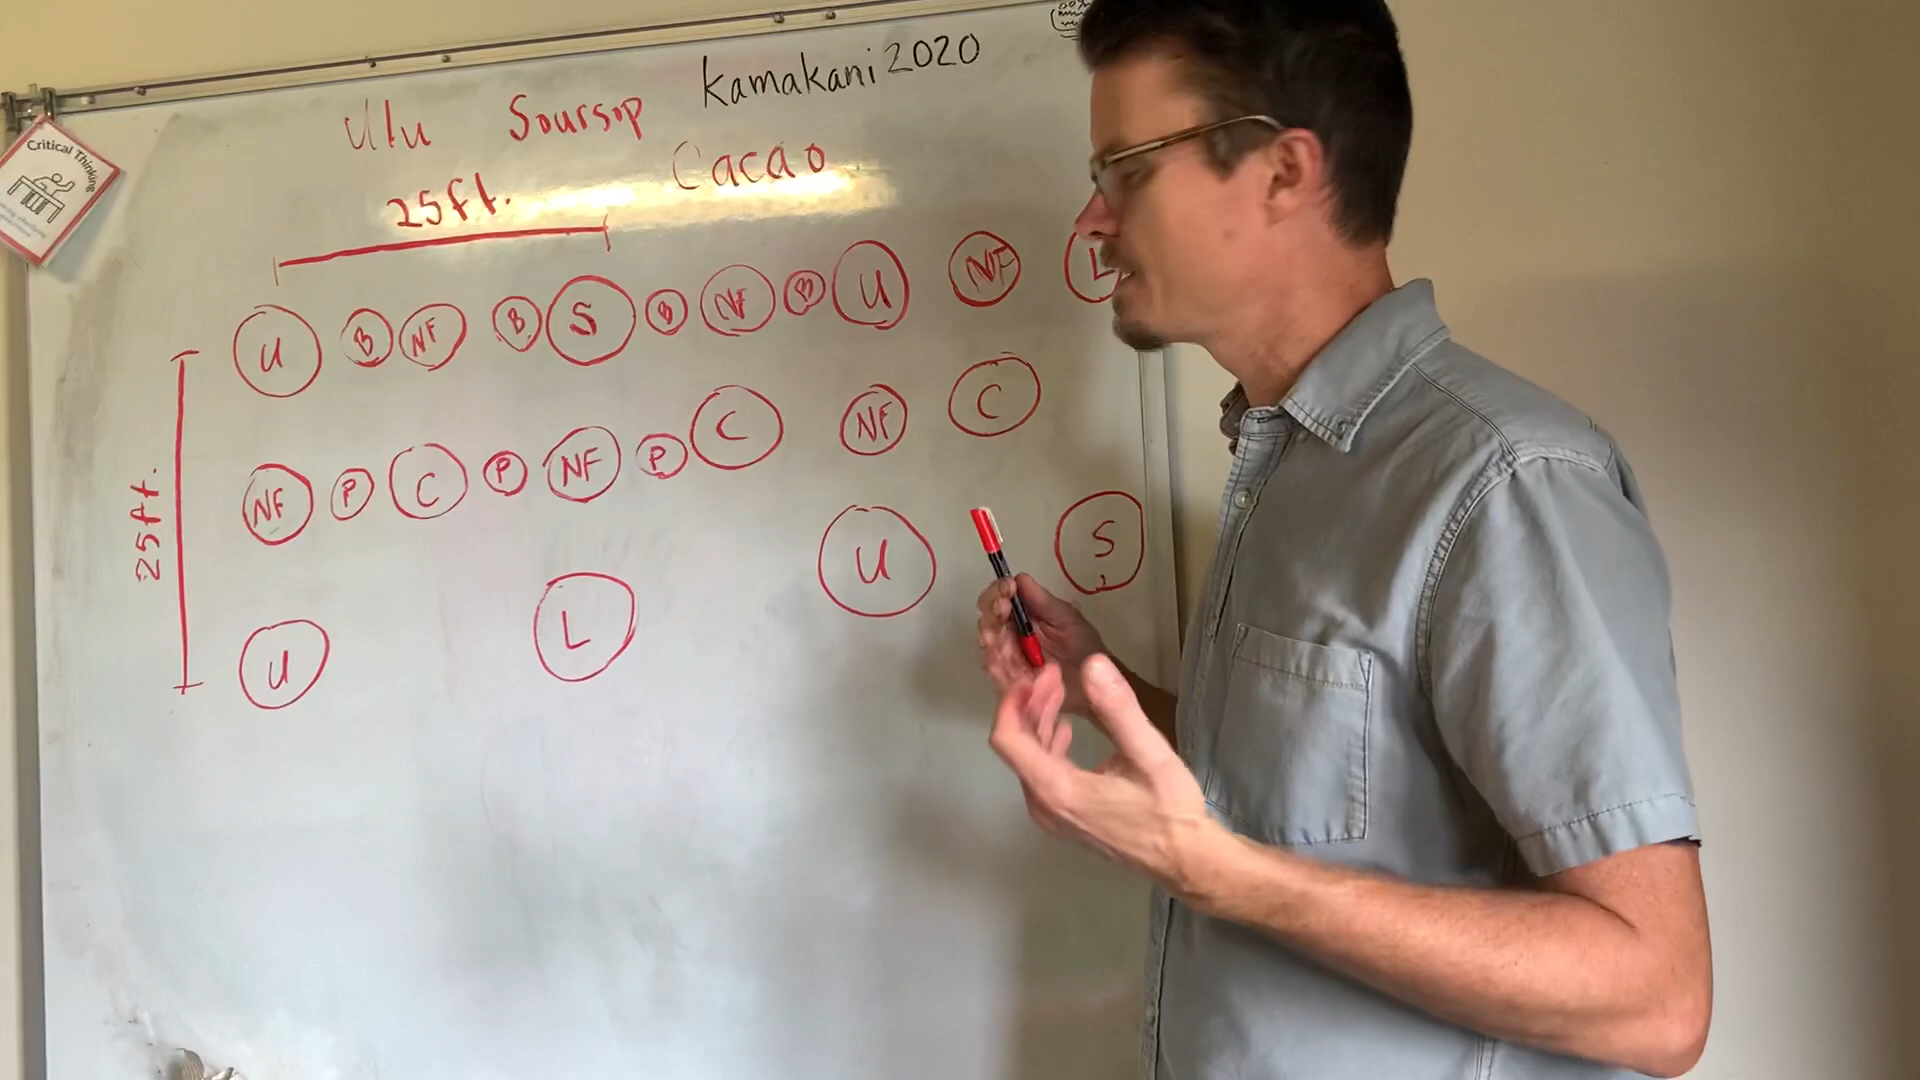 Kamakani 2020
Ulu Soursop
Cacao
25ft.
Critical Thinking
U B NF B S B NF B U NF L
25ft.
NF P C P NF P C NF C
U L U S